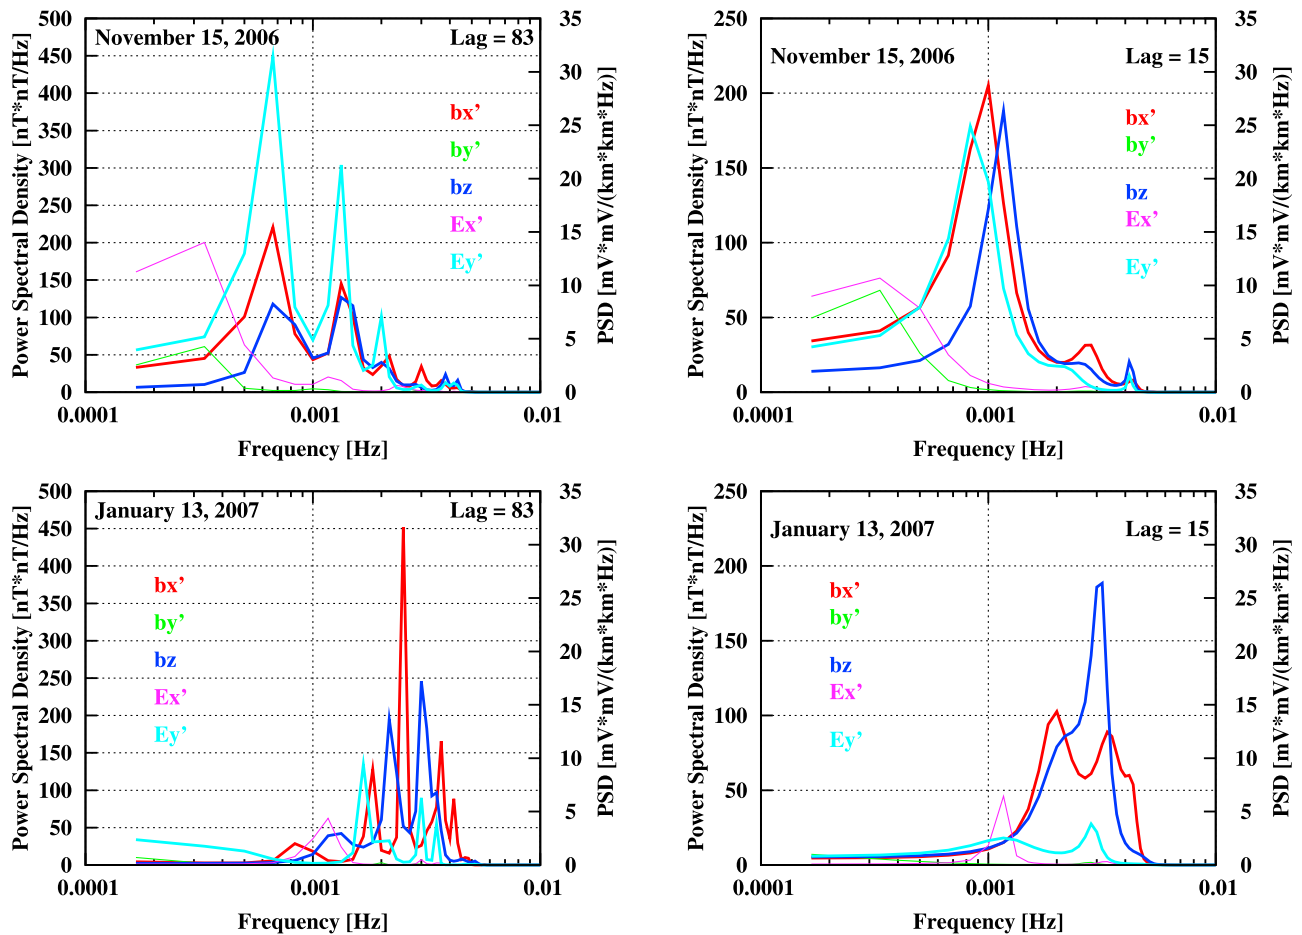 November 15, 2006 Lag = 83
Power Spectral Density [nT*nT/Hz]
500
450
400
350
300
250
200
150
100
50
0
bx’
by’
bz
Ex’
Ey’
35
30
25
20
15
10
5
0
PSD [mV*mV/(km*km*Hz)]
0.0001 0.001 0.01
Frequency [Hz]
November 15, 2006 Lag = 15
Power Spectral Density [nT*nT/Hz]
250
200
150
100
50
0
bx’
by’
bz
Ex’
Ey’
35
30
25
20
15
10
5
0
PSD [mV*mV/(km*km*Hz)]
0.0001 0.001 0.01
Frequency [Hz]
January 13, 2007 Lag = 83
Power Spectral Density [nT*nT/Hz]
500
450
400
350
300
250
200
150
100
50
0
bx’
by’
bz
Ex’
Ey’
35
30
25
20
15
10
5
0
PSD [mV*mV/(km*km*Hz)]
0.0001 0.001 0.01
Frequency [Hz]
January 13, 2007 Lag = 15
Power Spectral Density [nT*nT/Hz]
250
200
150
100
50
0
bx’
by’
bz
Ex’
Ey’
35
30
25
20
15
10
5
0
PSD [mV*mV/(km*km*Hz)]
0.0001 0.001 0.01
Frequency [Hz]